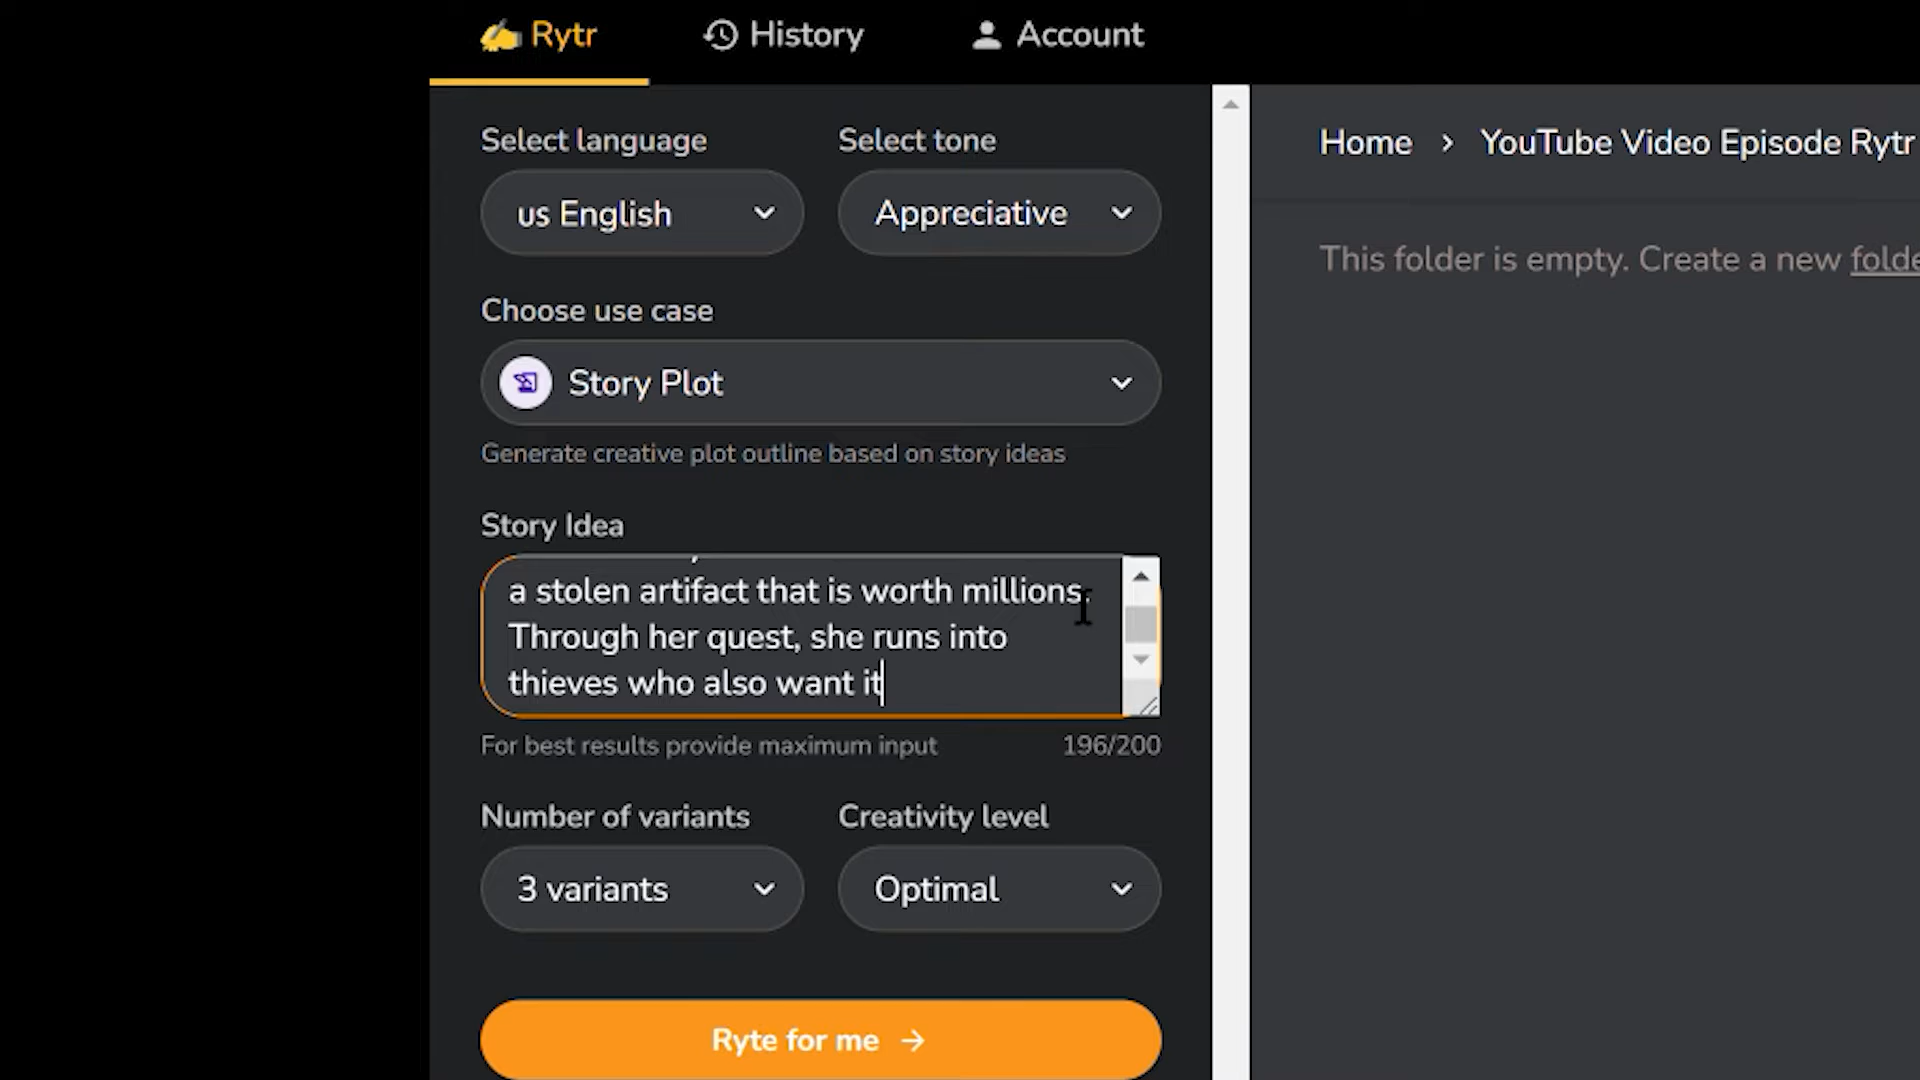 Rytr
History
Account
Select language
Select tone
us English
Appreciative
Choose use case
Story Plot
Generate creative plot outline based on story ideas
Story Idea
a stolen artifact that is worth millions.
Through her quest, she runs into
thieves who also want it
For best results provide maximum input
196/200
Number of variants
Creativity level
3 variants
Optimal
Ryte for me →
Home > YouTube Video Episode Rytr
This folder is empty. Create a new folde